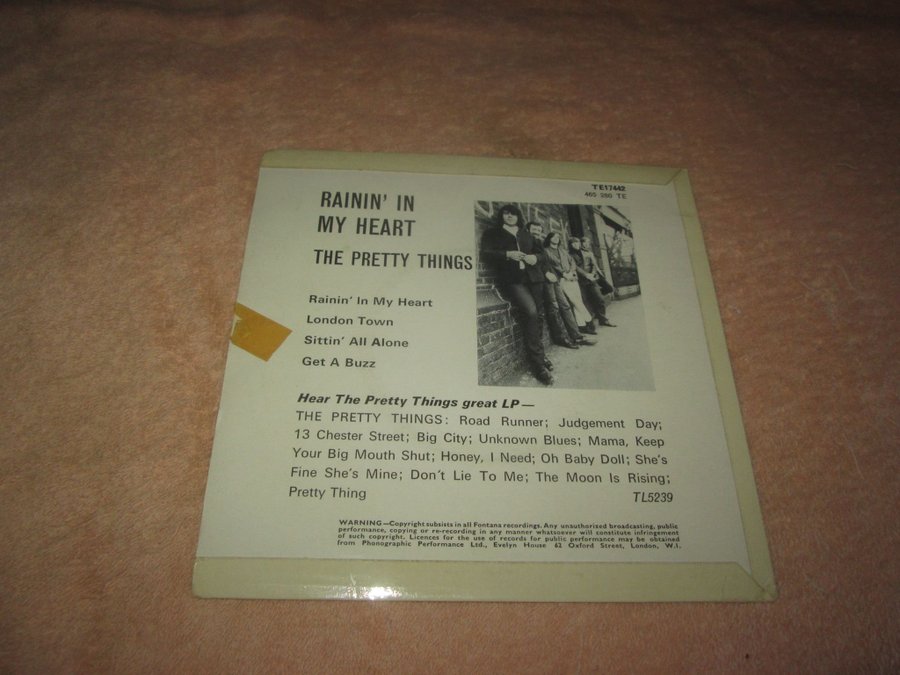 TE17442
465 280 TE
RAININ' IN
MY HEART
THE PRETTY THINGS
Rainin' In My Heart
London Town
Sittin' All Alone
Get A Buzz
Hear The Pretty Things great LP—
THE PRETTY THINGS: Road Runner; Judgement Day;
13 Chester Street; Big City; Unknown Blues; Mama, Keep
Your Big Mouth Shut; Honey, I Need; Oh Baby Doll; She's
Fine She's Mine; Don't Lie To Me; The Moon Is Rising;
Pretty Thing
TL5239
WARNING—Copyright subsists in all Fontana recordings. Any unauthorised broadcasting, public
performance, copying or re-recording in any manner whatsoever will constitute infringement
of such copyright. Licences for the use of records for public performance may be obtained
from Phonographic Performance Ltd., Evelyn House 62 Oxford Street, London, W.I.